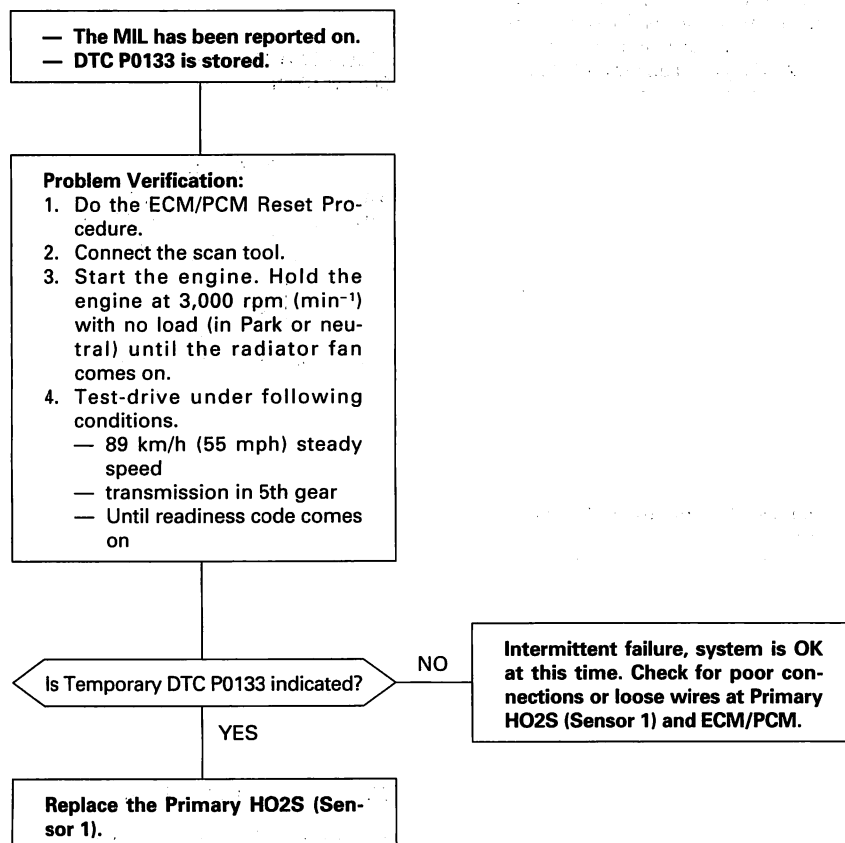 — The MIL has been reported on.
— DTC P0133 is stored.
Problem Verification:
1. Do the ECM/PCM Reset Pro-
cedure.
2. Connect the scan tool.
3. Start the engine. Hold the
engine at 3,000 rpm (min⁻¹)
with no load (in Park or neu-
tral) until the radiator fan
comes on.
4. Test-drive under following
conditions.
— 89 km/h (55 mph) steady
speed
— transmission in 5th gear
— Until readiness code comes
on
Is Temporary DTC P0133 indicated?
NO
Intermittent failure, system is OK
at this time. Check for poor con-
nections or loose wires at Primary
HO2S (Sensor 1) and ECM/PCM.
YES
Replace the Primary HO2S (Sen-
sor 1).